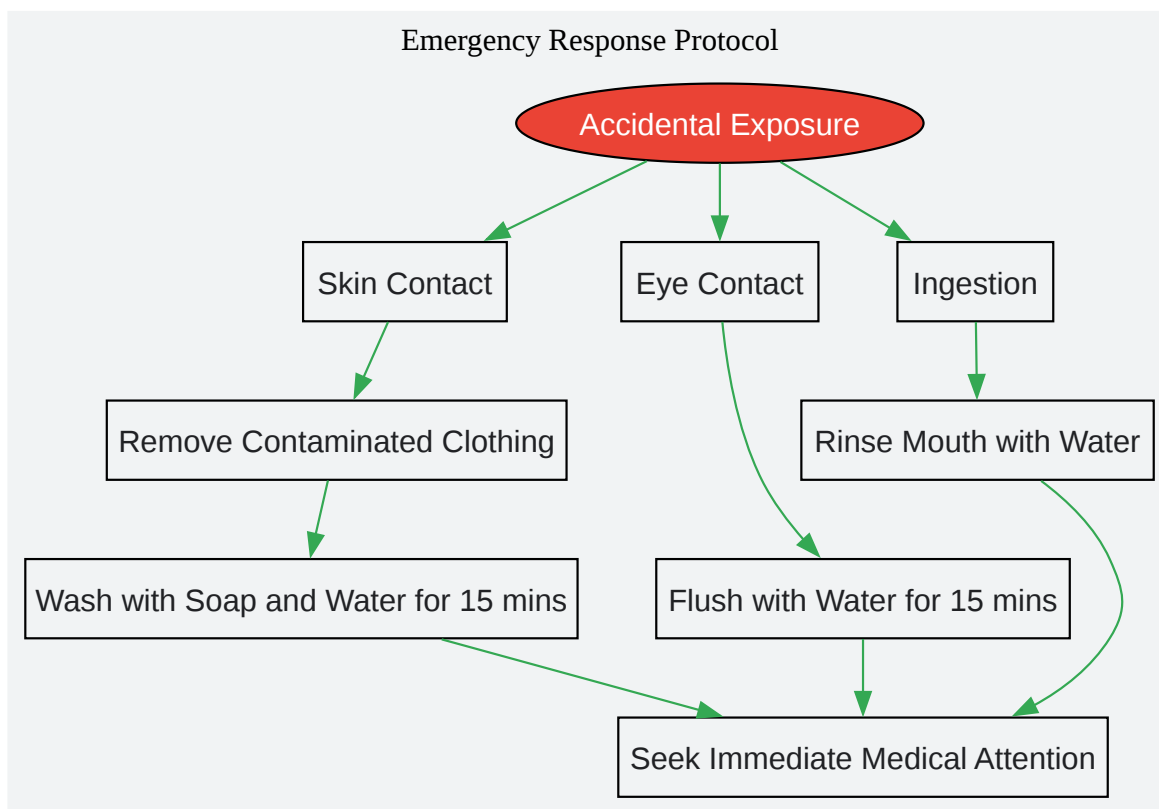 Emergency Response Protocol
Accidental Exposure
Skin Contact
Eye Contact
Ingestion
Remove Contaminated Clothing
Rinse Mouth with Water
Wash with Soap and Water for 15 mins
Flush with Water for 15 mins
Seek Immediate Medical Attention